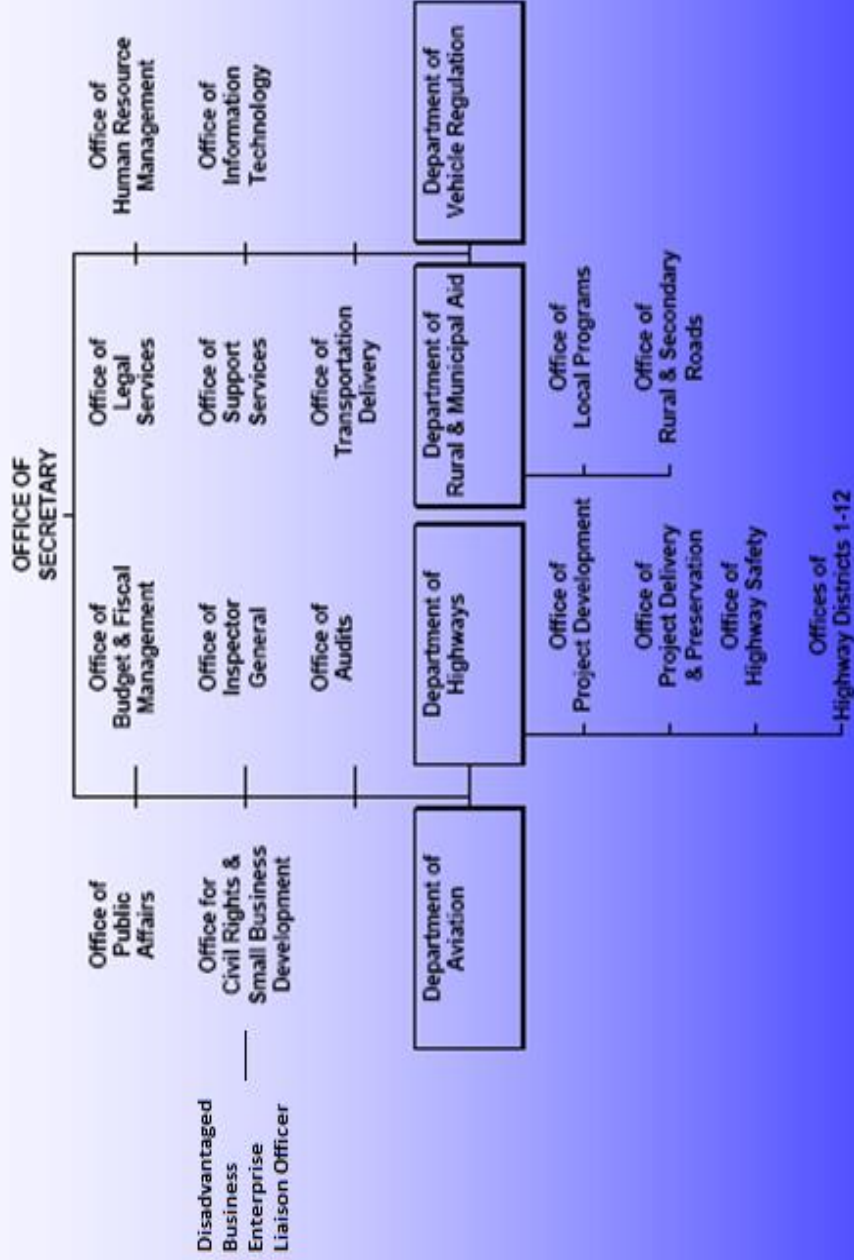 OFFICE OF
SECRETARY
Office of
Public
Affairs
Office of
Budget & Fiscal
Management
Office of
Legal
Services
Office of
Human Resource
Management
Disadvantaged
Business
Enterprise
Liaison Officer
Office for
Civil Rights &
Small Business
Development
Office of
Inspector
General
Office of
Support
Services
Office of
Information
Technology
Office of
Audits
Office of
Transportation
Delivery
Department of
Aviation
Department of
Highways
Department of
Rural & Municipal Aid
Department of
Vehicle Regulation
Office of
Project Development
Office of
Project Delivery
& Preservation
Office of
Highway Safety
Offices of
Highway Districts 1-12
Office of
Local Programs
Office of
Rural & Secondary
Roads